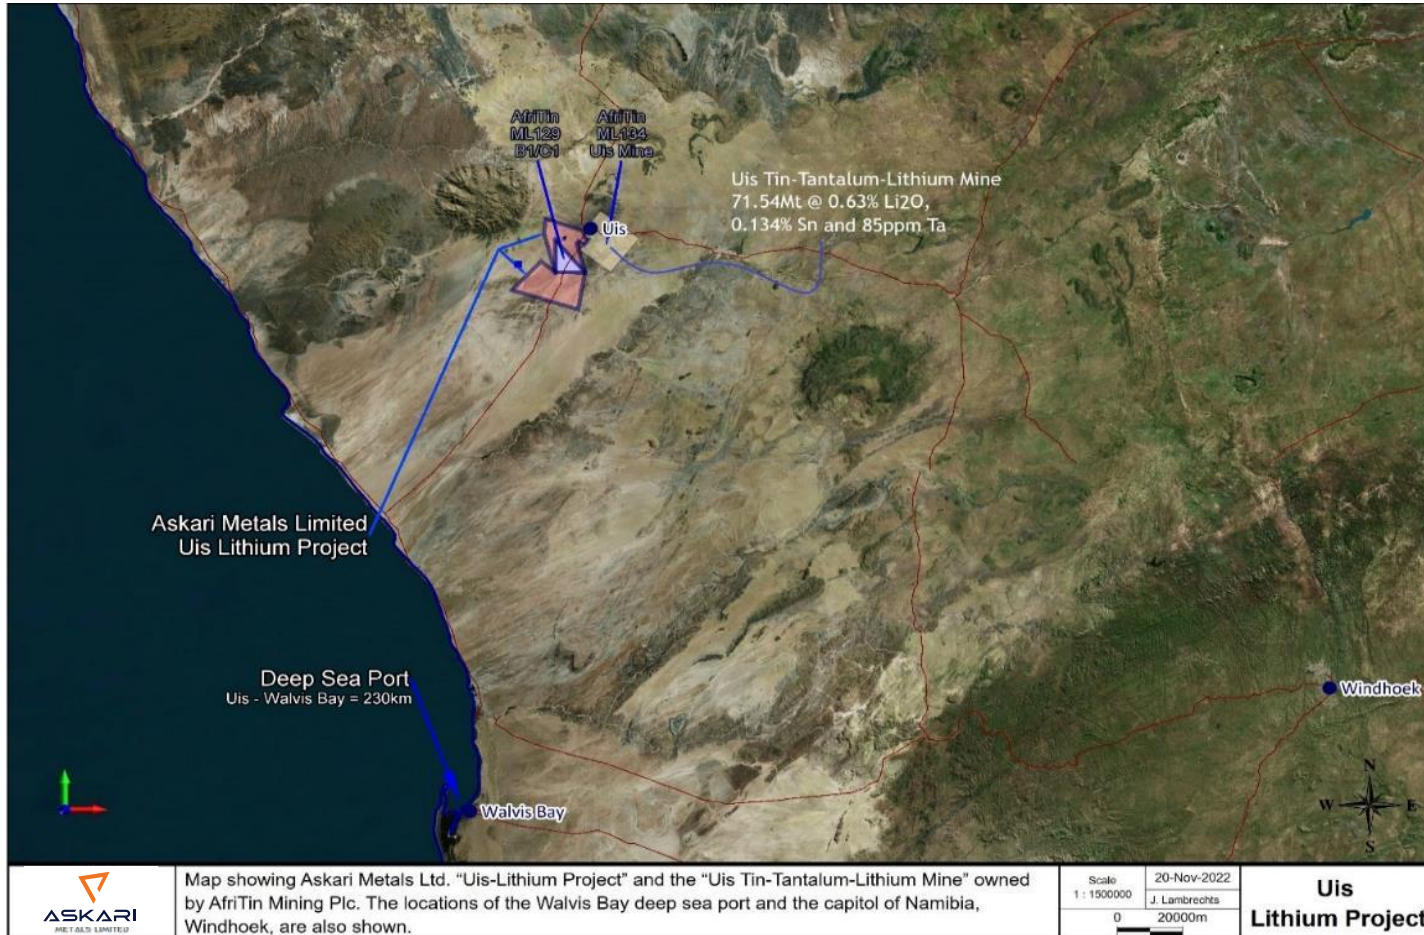 AfriTin
ML129
B1/C1
AfriTin
ML134
Uis Mine
Uis Tin-Tantalum-Lithium Mine
71.54Mt @ 0.63% Li2O,
0.134% Sn and 85ppm Ta
Uis
Askari Metals Limited
Uis Lithium Project
Deep Sea Port
Uis - Walvis Bay = 230km
Windhoek
Walvis Bay
N
W E
S
ASKARI
METALS LIMITED
Map showing Askari Metals Ltd. “Uis-Lithium Project” and the “Uis Tin-Tantalum-Lithium Mine” owned
by AfriTin Mining Plc. The locations of the Walvis Bay deep sea port and the capitol of Namibia,
Windhoek, are also shown.
Scale
1 : 1500000
20-Nov-2022
J. Lambrechts
0 20000m
Uis
Lithium Project